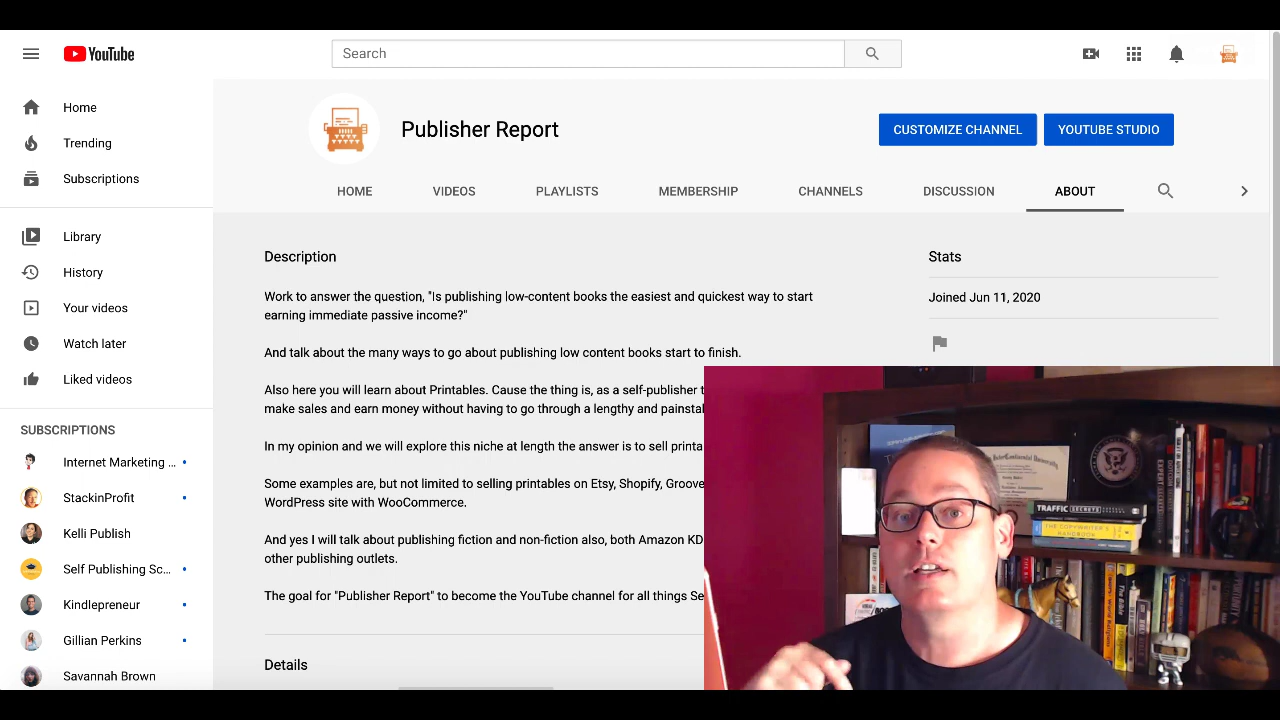 YouTube
Search
Home
Trending
Subscriptions
Library
History
Your videos
Watch later
Liked videos
SUBSCRIPTIONS
Internet Marketing ...
StackinProfit
Kelli Publish
Self Publishing Sc...
Kindlepreneur
Gillian Perkins
Savannah Brown
Publisher Report
CUSTOMIZE CHANNEL
YOUTUBE STUDIO
HOME
VIDEOS
PLAYLISTS
MEMBERSHIP
CHANNELS
DISCUSSION
ABOUT
Description
Work to answer the question, "Is publishing low-content books the easiest and quickest way to start
earning immediate passive income?"
And talk about the many ways to go about publishing low content books start to finish.
Also here you will learn about Printables. Cause the thing is, as a self-publisher
make sales and earn money without having to go through a lengthy and
In my opinion and we will explore this niche at length the answer is to sell
Some examples are, but not limited to selling printables on Etsy, Shopify,
WordPress site with WooCommerce.
And yes I will talk about publishing fiction and non-fiction also, both Amazon
other publishing outlets.
The goal for "Publisher Report" to become the YouTube channel for all things
Details
Stats
Joined Jun 11, 2020
TRAFFIC SECRETS
THE COPYWRITER'S
HANDBOOK
EXPERT SECRETS